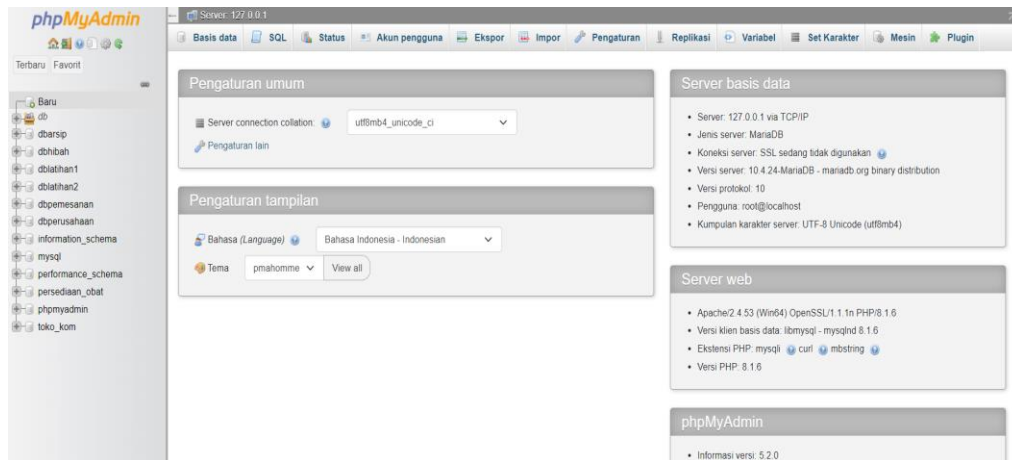 phpMyAdmin
Terbaru Favorit
Baru
db
dbarsip
dbhibah
dblatihan1
dblatihan2
dbpemesanan
dbperusahaan
information_schema
mysql
performance_schema
persediaan_obat
phpmyadmin
toko_kom
Server: 127.0.0.1
Basis data SQL Status Akun pengguna Ekspor Impor Pengaturan Replikasi Variabel Set Karakter Mesin Plugin
Pengaturan umum
Server connection collation: utf8mb4_unicode_ci
Pengaturan lain
Pengaturan tampilan
Bahasa (Language) Bahasa Indonesia - Indonesian
Tema pmahomme View all
Server basis data
• Server: 127.0.0.1 via TCP/IP
• Jenis server: MariaDB
• Koneksi server: SSL sedang tidak digunakan
• Versi server: 10.4.24-MariaDB - mariadb.org binary distribution
• Versi protokol: 10
• Pengguna: root@localhost
• Kumpulan karakter server: UTF-8 Unicode (utf8mb4)
Server web
• Apache/2.4.53 (Win64) OpenSSL/1.1.1n PHP/8.1.6
• Versi klien basis data: libmysql - mysqlnd 8.1.6
• Ekstensi PHP: mysqli curl mbstring
• Versi PHP: 8.1.6
phpMyAdmin
• Informasi versi: 5.2.0